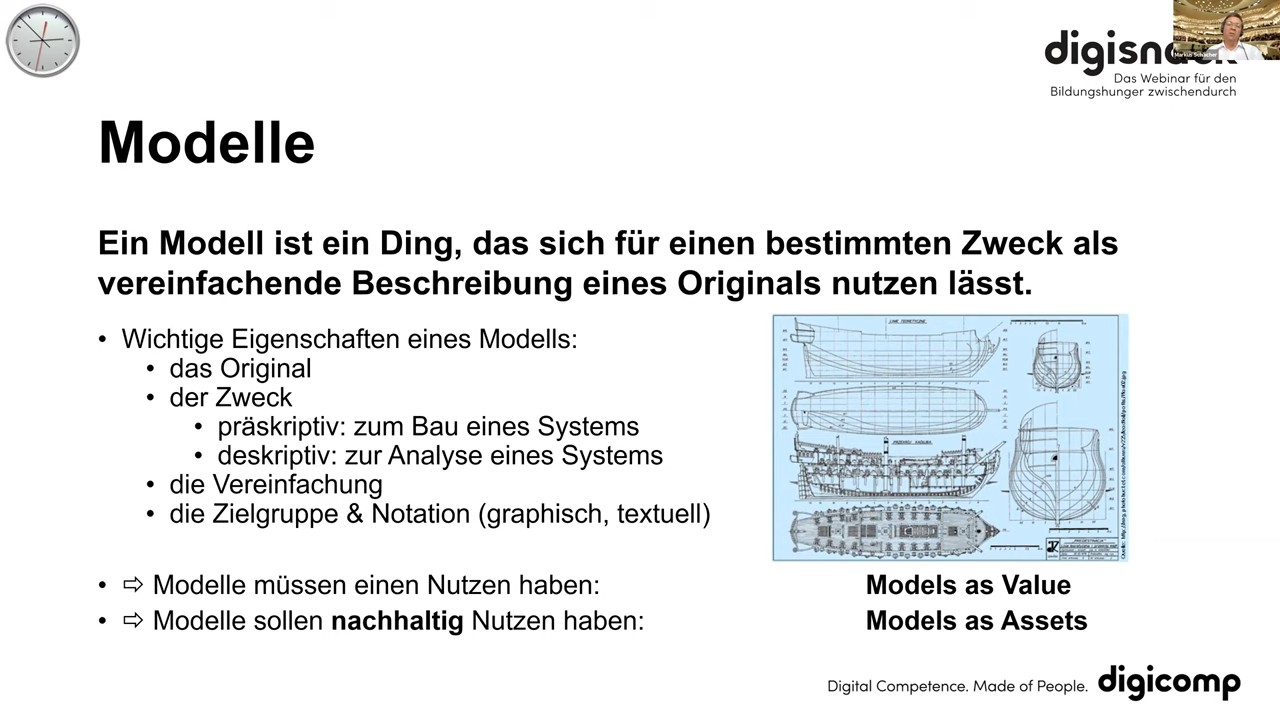 digisnack
Markus Schacher
Das Webinar für den
Bildungshunger zwischendurch
Modelle
Ein Modell ist ein Ding, das sich für einen bestimmten Zweck als
vereinfachende Beschreibung eines Originals nutzen lässt.
• Wichtige Eigenschaften eines Modells:
• das Original
• der Zweck
• präskriptiv: zum Bau eines Systems
• deskriptiv: zur Analyse eines Systems
• die Vereinfachung
• die Zielgruppe & Notation (graphisch, textuell)
• ⇨ Modelle müssen einen Nutzen haben:
Models as Value
• ⇨ Modelle sollen nachhaltig Nutzen haben:
Models as Assets
Digital Competence. Made of People.
digicomp